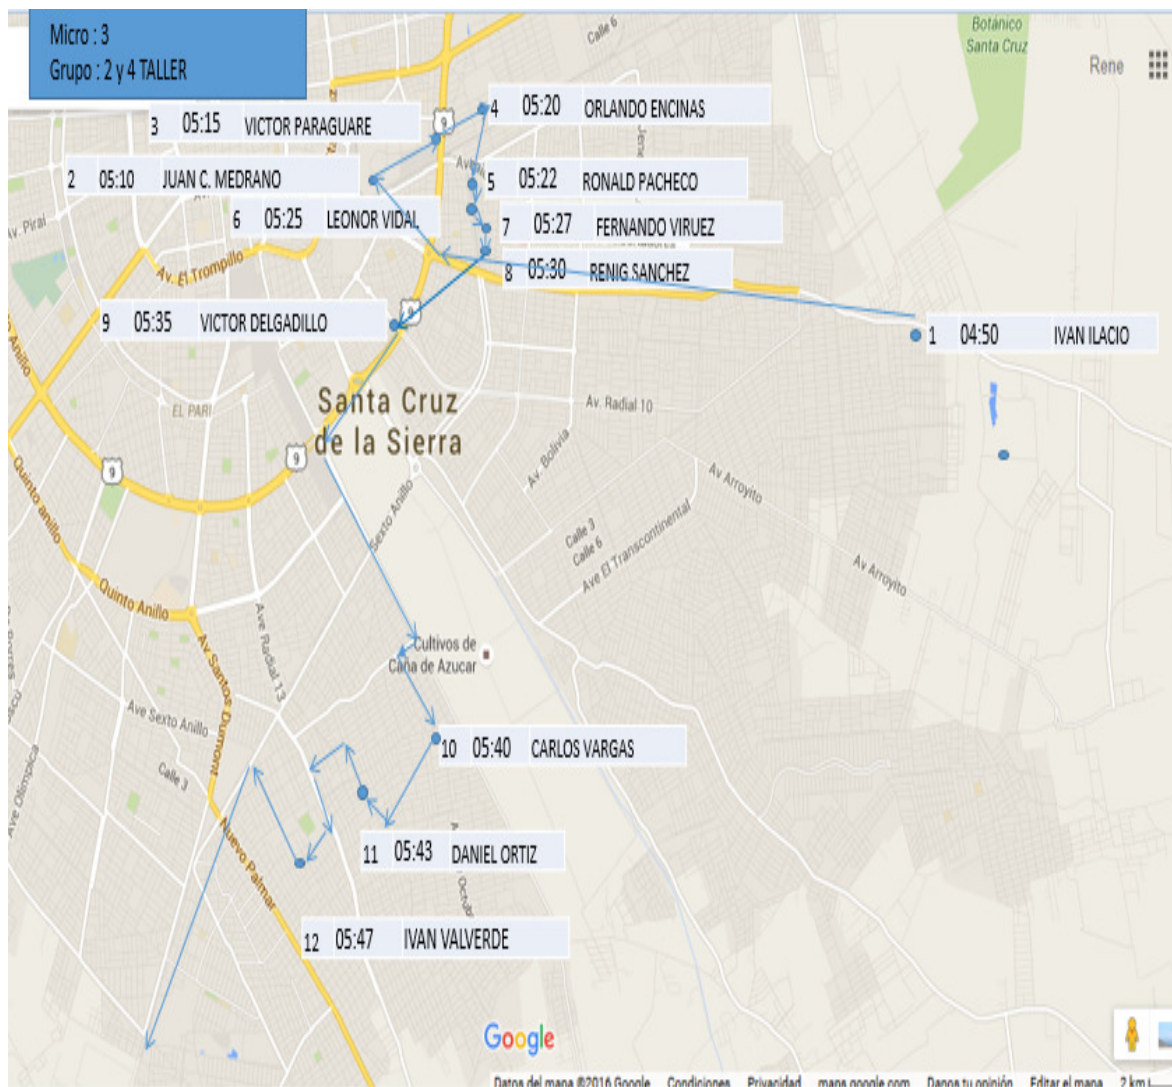 Micro : 3
Grupo : 2 y 4 TALLER
Calle 6
Botánico
Santa Cruz
Rene
9
3 05:15 VICTOR PARAGUARE
4 05:20 ORLANDO ENCINAS
2 05:10 JUAN C. MEDRANO
5 05:22 RONALD PACHECO
6 05:25 LEONOR VIDAL
7 05:27 FERNANDO VIRUEZ
Av. Piraí
Av. El Trompillo
8 05:30 RENIG SANCHEZ
9 05:35 VICTOR DELGADILLO
9
1 04:50 IVAN ILACIO
Anillo
EL PARI
Santa Cruz
de la Sierra
Av. Radial 10
Av. Bolivia
9
9
Quinto anillo
Sexto Anillo
Av Arroyito
Calle 3
Calle 6
Ave El Transcontinental
Av Arroyito
Quinto Anillo
Ave Radial 13
Av Santos Dumont
Cultivos de
Caña de Azucar
Ave Sexto Anillo
Calle 3
Ave Olimpica
10 05:40 CARLOS VARGAS
Nuevo Palmar
11 05:43 DANIEL ORTIZ
12 05:47 IVAN VALVERDE
Google
Datos del mapa ©2016 Google Condiciones Privacidad maps.google.com Danos tu opinión Editar el mapa 2 km